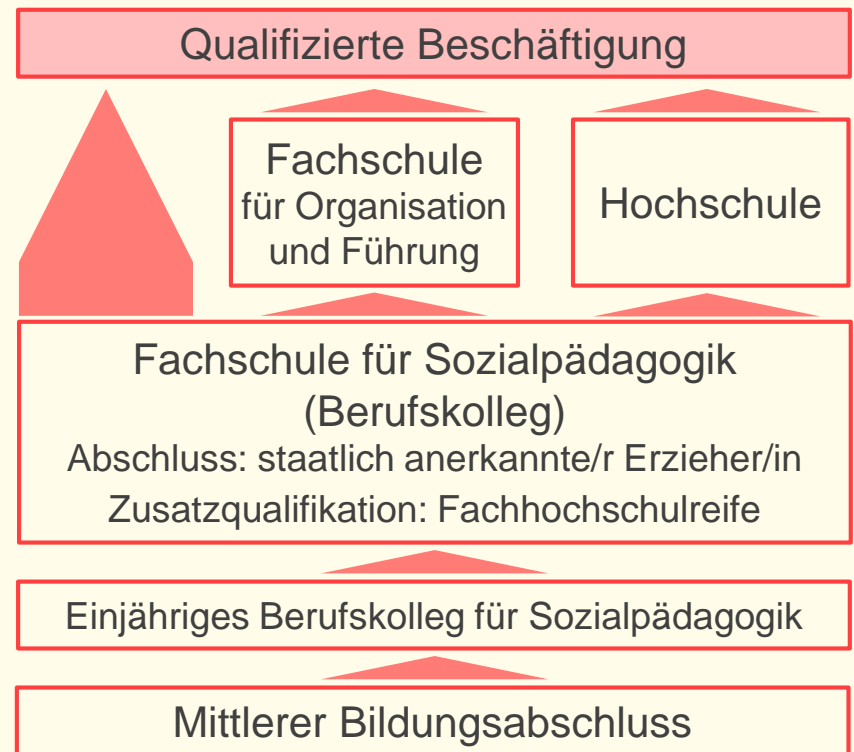 Qualifizierte Beschäftigung
Fachschule
für Organisation
und Führung
Hochschule
Fachschule für Sozialpädagogik
(Berufskolleg)
Abschluss: staatlich anerkannte/r Erzieher/in
Zusatzqualifikation: Fachhochschulreife
Einjähriges Berufskolleg für Sozialpädagogik
Mittlerer Bildungsabschluss